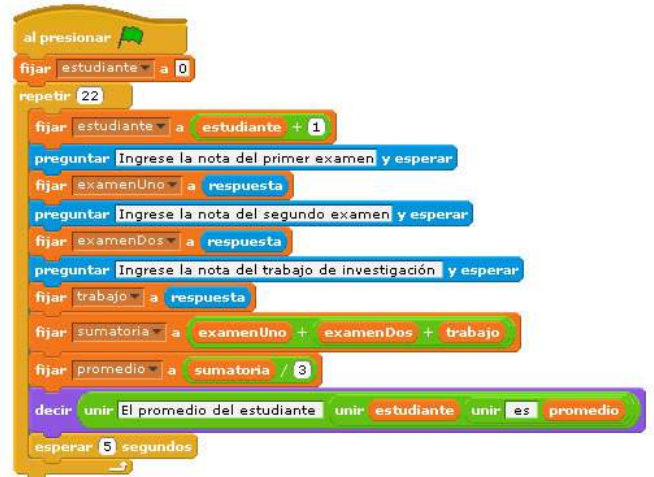 al presionar
fijar estudiante a 0
repetir 22
fijar estudiante a estudiante + 1
preguntar Ingrese la nota del primer examen y esperar
fijar examenUno a respuesta
preguntar Ingrese la nota del segundo examen y esperar
fijar examenDos a respuesta
preguntar Ingrese la nota del trabajo de investigación y esperar
fijar trabajo a respuesta
fijar sumatoria a examenUno + examenDos + trabajo
fijar promedio a sumatoria / 3
decir unir El promedio del estudiante unir estudiante unir es promedio
esperar 5 segundos